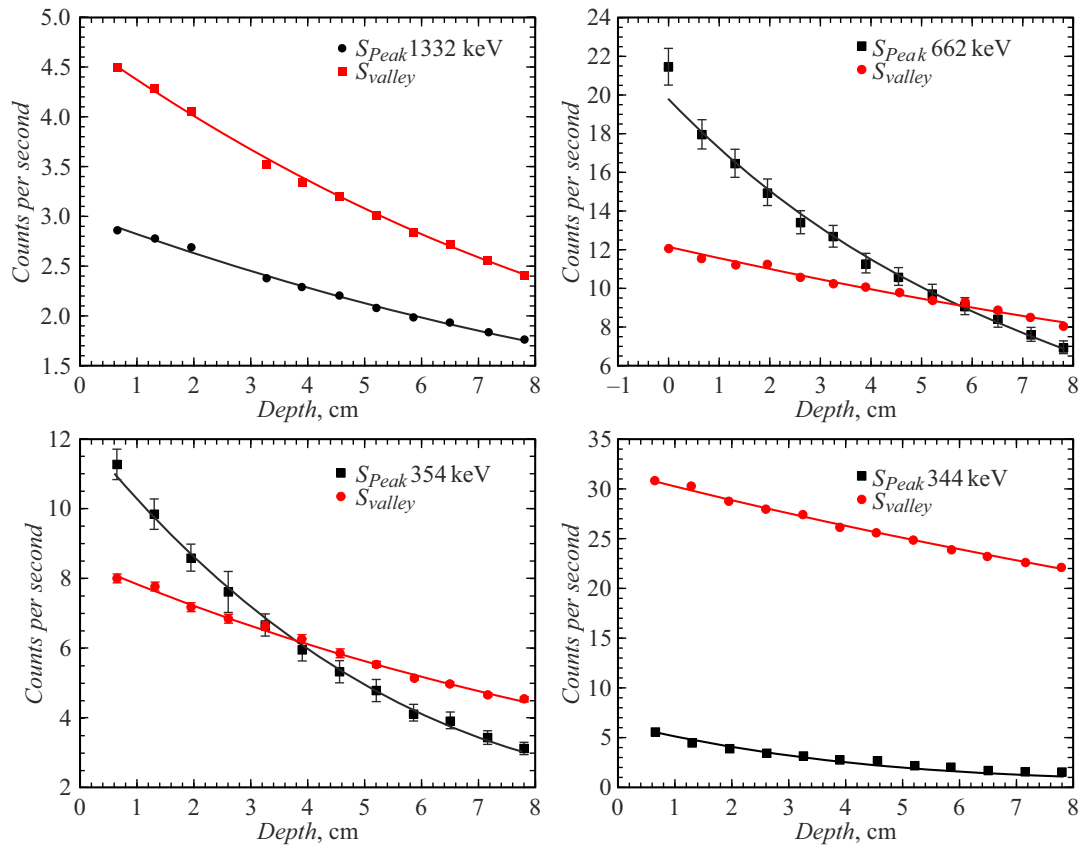 5.0
4.5
4.0
3.5
3.0
2.5
2.0
1.5
Counts per second
S_Peak 1332 keV
S_valley
0 1 2 3 4 5 6 7 8
Depth, cm
24
22
20
18
16
14
12
10
8
6
Counts per second
S_Peak 662 keV
S_valley
–1 0 1 2 3 4 5 6 7 8
Depth, cm
12
10
8
6
4
2
Counts per second
S_Peak 354 keV
S_valley
0 1 2 3 4 5 6 7 8
Depth, cm
35
30
25
20
15
10
5
0
Counts per second
S_Peak 344 keV
S_valley
0 1 2 3 4 5 6 7 8
Depth, cm